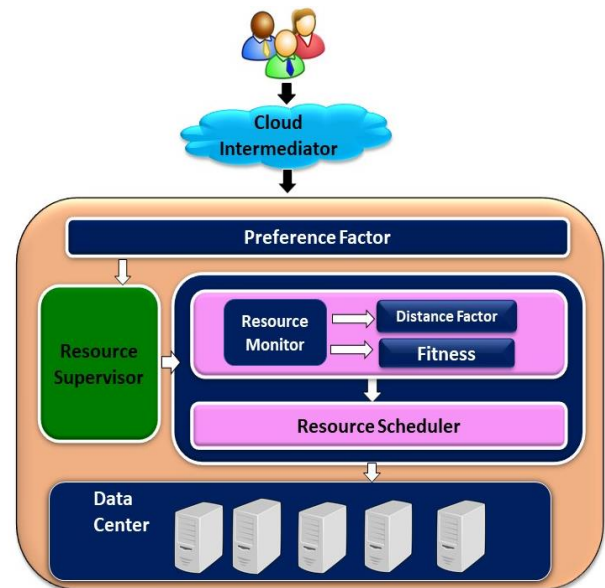 Cloud
Intermediator
Preference Factor
Resource
Supervisor
Resource
Monitor
Distance Factor
Fitness
Resource Scheduler
Data
Center